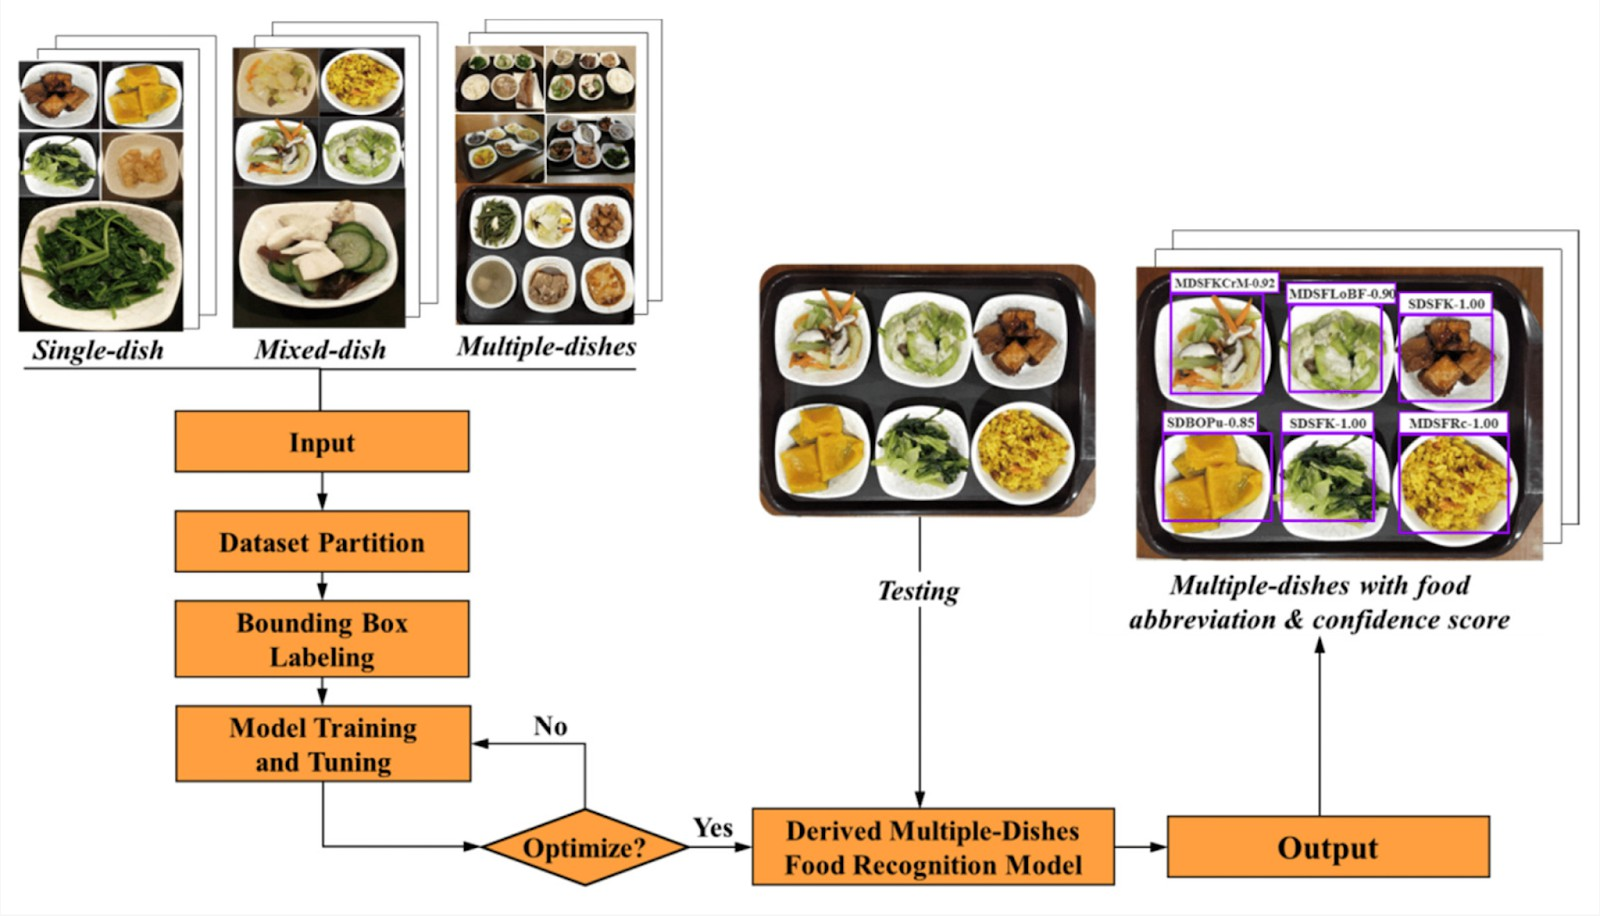 Single-dish
Mixed-dish
Multiple-dishes
Input
Dataset Partition
Bounding Box
Labeling
Model Training
and Tuning
No
Optimize?
Yes
Testing
Derived Multiple-Dishes
Food Recognition Model
Output
MDSFKCrM-0.92
MDSFLoBF-0.90
SDSFK-1.00
SDBOPu-0.85
SDSFK-1.00
MDSFRc-1.00
Multiple-dishes with food
abbreviation & confidence score